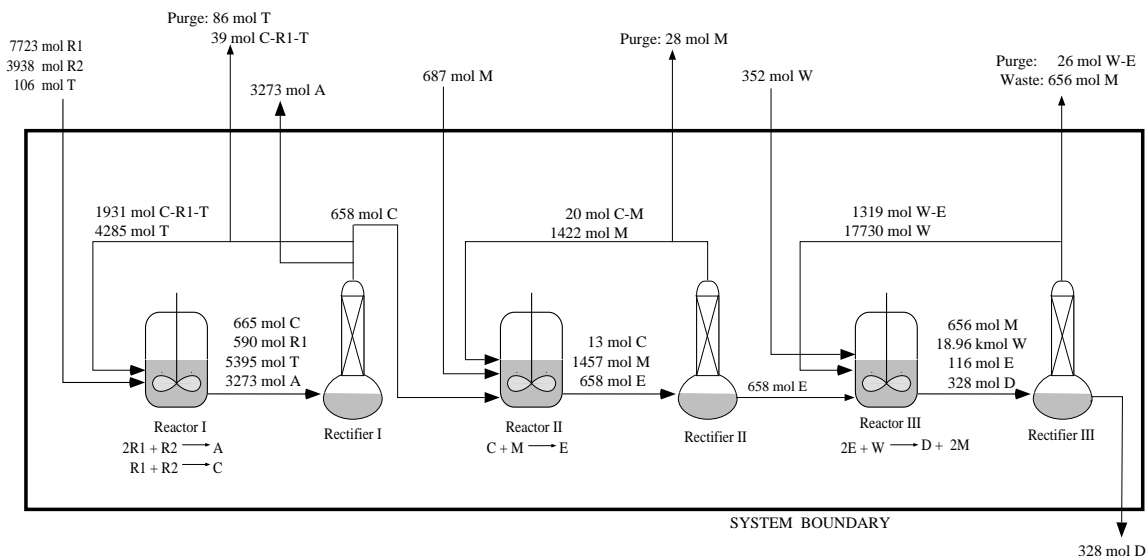 Purge: 86 mol T
39 mol C-R1-T
7723 mol R1
3938 mol R2
106 mol T
3273 mol A
687 mol M
Purge: 28 mol M
352 mol W
Purge: 26 mol W-E
Waste: 656 mol M
1931 mol C-R1-T
4285 mol T
658 mol C
20 mol C-M
1422 mol M
1319 mol W-E
17730 mol W
665 mol C
590 mol R1
5395 mol T
3273 mol A
13 mol C
1457 mol M
658 mol E
658 mol E
656 mol M
18.96 kmol W
116 mol E
328 mol D
Reactor I
2R1 + R2 → A
R1 + R2 → C
Rectifier I
Reactor II
C + M → E
Rectifier II
Reactor III
2E + W → D + 2M
Rectifier III
SYSTEM BOUNDARY
328 mol D